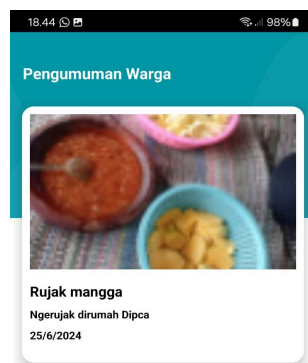 18.44 98%
Pengumuman Warga
Rujak mangga
Ngerujak dirumah Dipca
25/6/2024